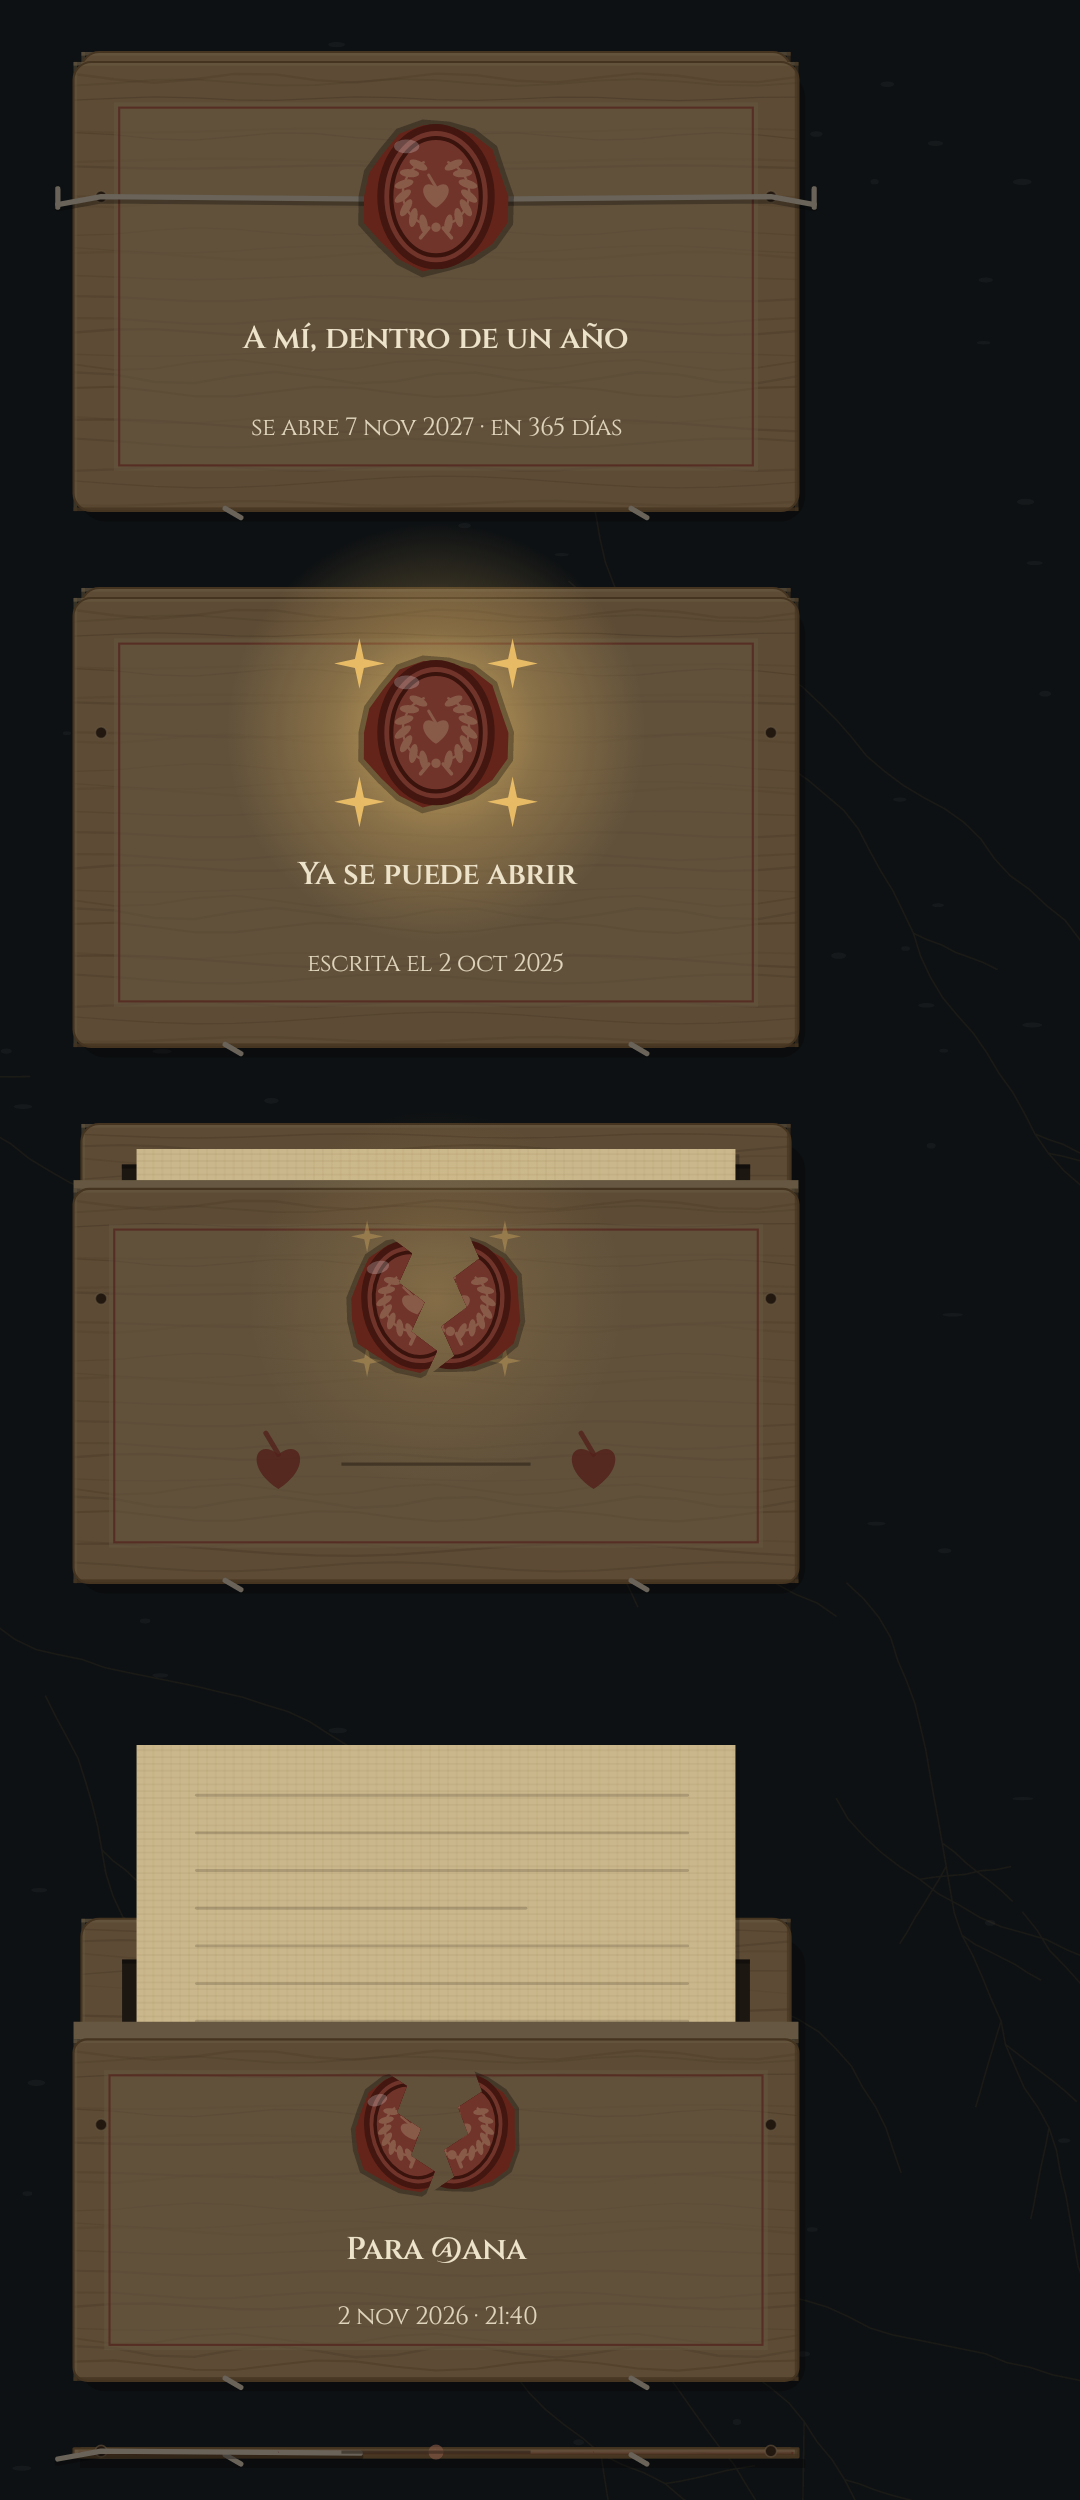 A mí, dentro de un año
se abre 7 nov 2027 · en 365 días
Ya se puede abrir
escrita el 2 oct 2025
Para @ana
2 nov 2026 · 21:40